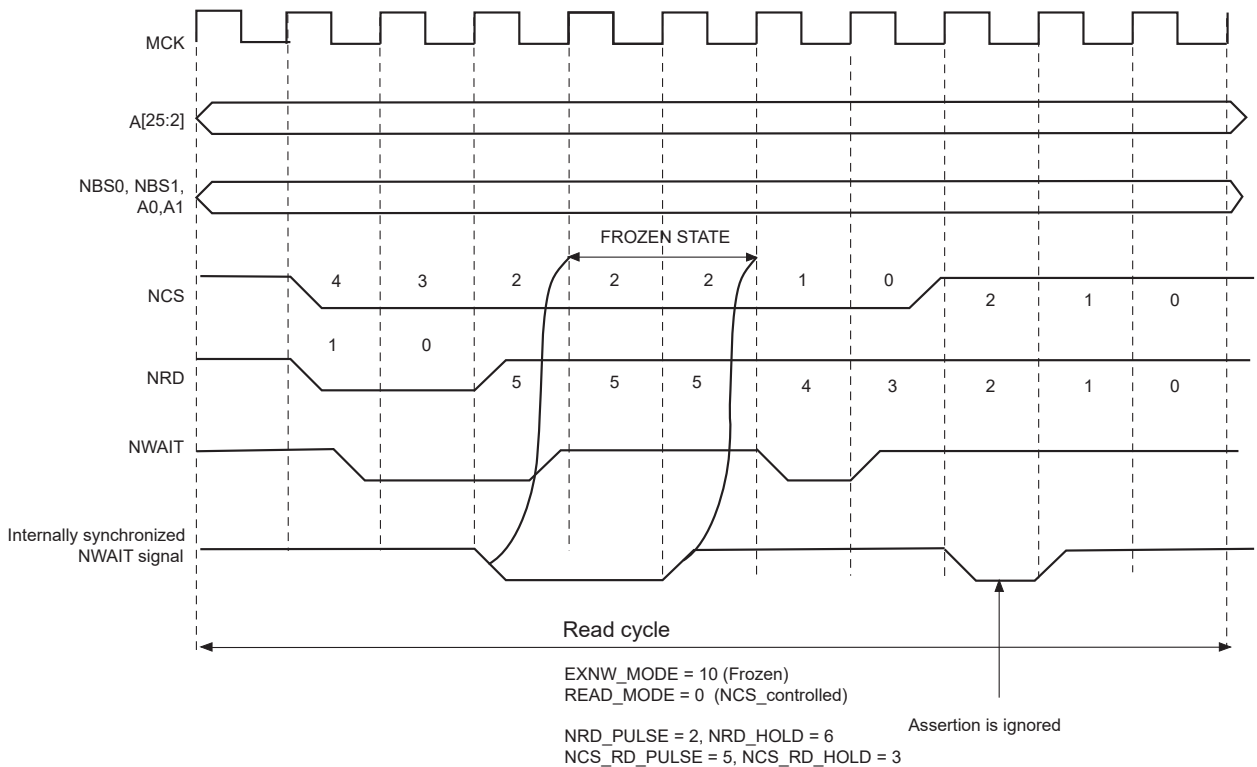 MCK
A[25:2]
NBS0, NBS1,
A0,A1
FROZEN STATE
4 3 2 2 2 1 0
NCS
2 1 0
1 0
NRD
5 5 5 4 3 2 1 0
NWAIT
Internally synchronized
NWAIT signal
Read cycle
EXNW_MODE = 10 (Frozen)
READ_MODE = 0 (NCS_controlled)
Assertion is ignored
NRD_PULSE = 2, NRD_HOLD = 6
NCS_RD_PULSE = 5, NCS_RD_HOLD = 3